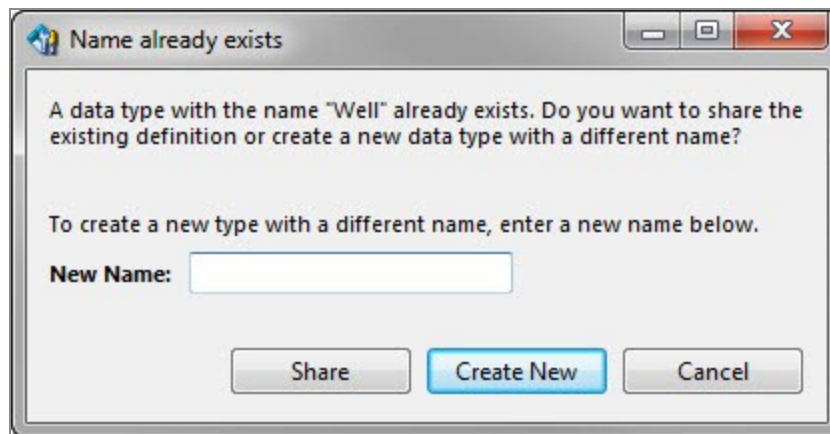 Name already exists
A data type with the name "Well" already exists. Do you want to share the
existing definition or create a new data type with a different name?
To create a new type with a different name, enter a new name below.
New Name:
Share Create New Cancel